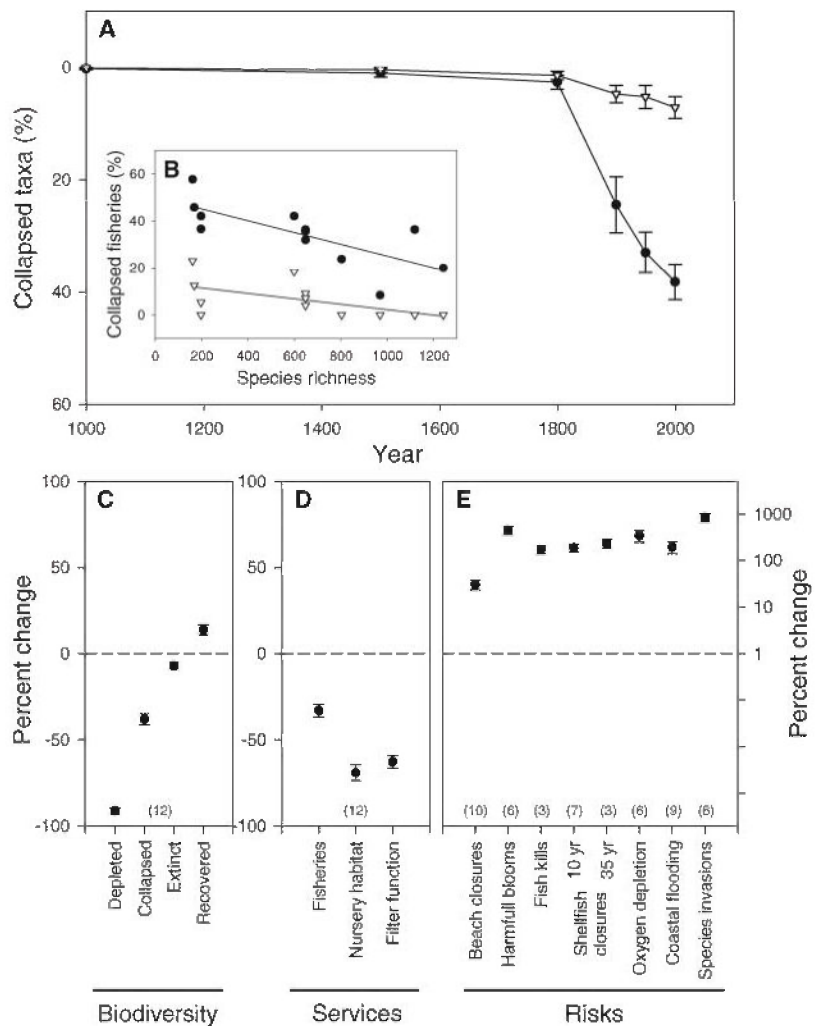 A
Collapsed taxa (%)
0
20
40
60
1000
1200
1400
1600
1800
2000
Year
B
Collapsed fisheries (%)
60
40
20
0
0 200 400 600 800 1000 1200
Species richness
C
Percent change
100
50
0
-50
-100
(12)
Depleted
Collapsed
Extinct
Recovered
Biodiversity
D
100
50
0
-50
-100
(12)
Fisheries
Nursery habitat
Filter function
Services
E
1000
100
10
1
Percent change
(10) (6) (3) (7) (3) (6) (9) (6)
Beach closures
Harmfull blooms
Fish kills
Shellfish 10 yr
closures 35 yr
Oxygen depletion
Coastal flooding
Species invasions
Risks